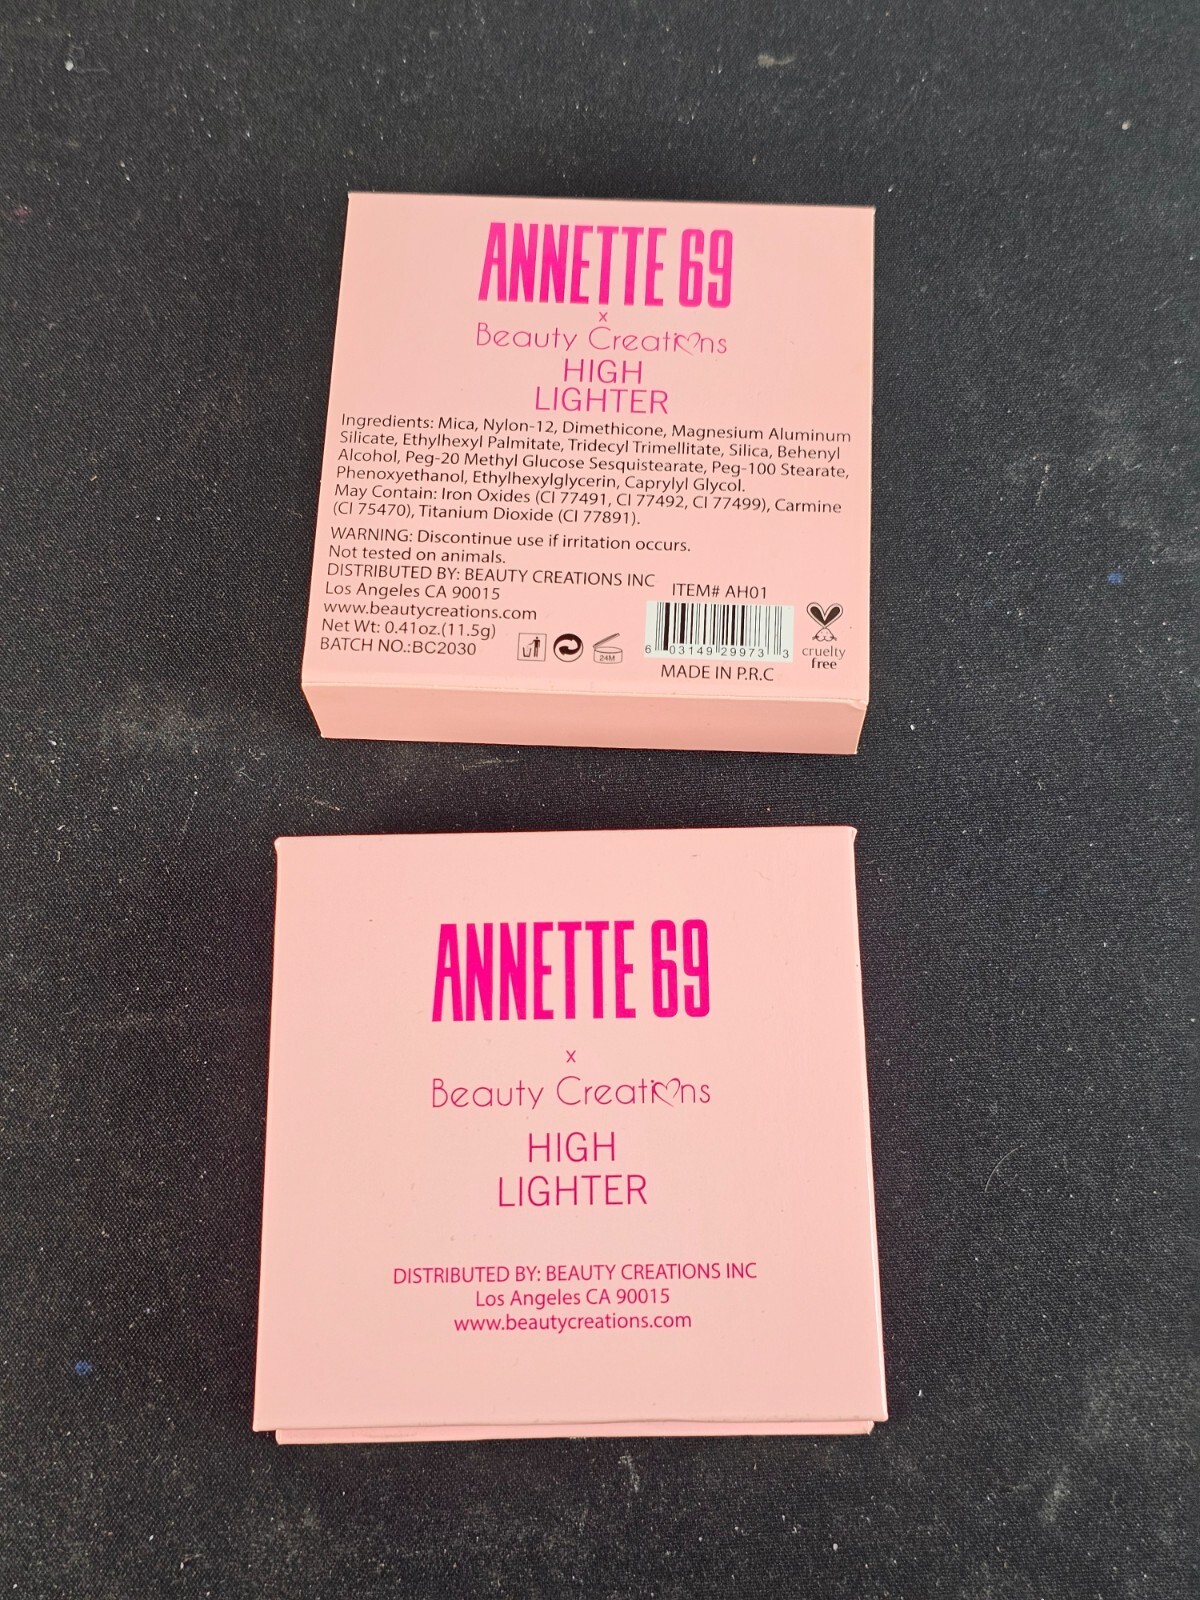 ANNETTE 69
x
Beauty Creations
HIGH
LIGHTER
Ingredients: Mica, Nylon-12, Dimethicone, Magnesium Aluminum
Silicate, Ethylhexyl Palmitate, Tridecyl Trimellitate, Silica, Behenyl
Alcohol, Peg-20 Methyl Glucose Sesquistearate, Peg-100 Stearate,
Phenoxyethanol, Ethylhexylglycerin, Caprylyl Glycol.
May Contain: Iron Oxides (CI 77491, CI 77492, CI 77499), Carmine
(CI 75470), Titanium Dioxide (CI 77891).
WARNING: Discontinue use if irritation occurs.
Not tested on animals.
DISTRIBUTED BY: BEAUTY CREATIONS INC
Los Angeles CA 90015
www.beautycreations.com
Net Wt: 0.41oz.(11.5g)
BATCH NO.:BC2030
24M
ITEM# AH01
6 03149 29973 3
MADE IN P.R.C
cruelty
free
ANNETTE 69
x
Beauty Creations
HIGH
LIGHTER
DISTRIBUTED BY: BEAUTY CREATIONS INC
Los Angeles CA 90015
www.beautycreations.com